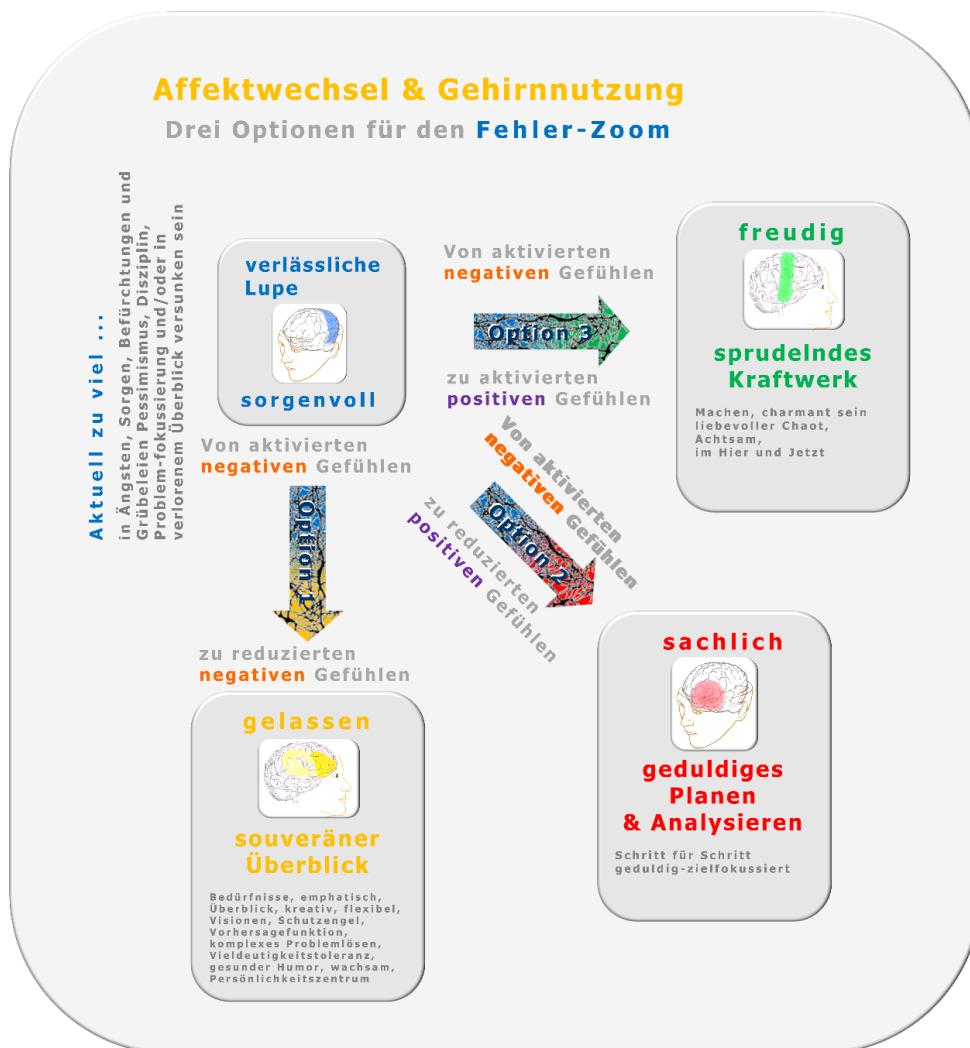 Affektwechsel & Gehirnnutzung
Drei Optionen für den Fehler-Zoom
Aktuell zu viel ...
in Ängsten, Sorgen, Befürchtungen und
Grübeleien Pessimismus, Disziplin,
Problem-fokussierung und/oder in
verlorenem Überblick versunken sein
verlässliche
Lupe
sorgenvoll
Von aktivierten
negativen Gefühlen
Option 3
zu aktivierten
positiven Gefühlen
freudig
sprudelndes
Kraftwerk
Machen, charmant sein
liebevoller Chaot,
Achtsam,
im Hier und Jetzt
Von aktivierten
negativen Gefühlen
Option 2
zu reduzierten
positiven Gefühlen
sachlich
geduldiges
Planen
& Analysieren
Schritt für Schritt
geduldig-zielfokussiert
Von aktivierten
negativen Gefühlen
Option 1
zu reduzierten
negativen Gefühlen
gelassen
souveräner
Überblick
Bedürfnisse, emphatisch,
Überblick, kreativ, flexibel,
Visionen, Schutzengel,
Vorhersagefunktion,
komplexes Problemlösen,
Vieldeutigkeitstoleranz,
gesunder Humor, wachsam,
Persönlichkeitszentrum